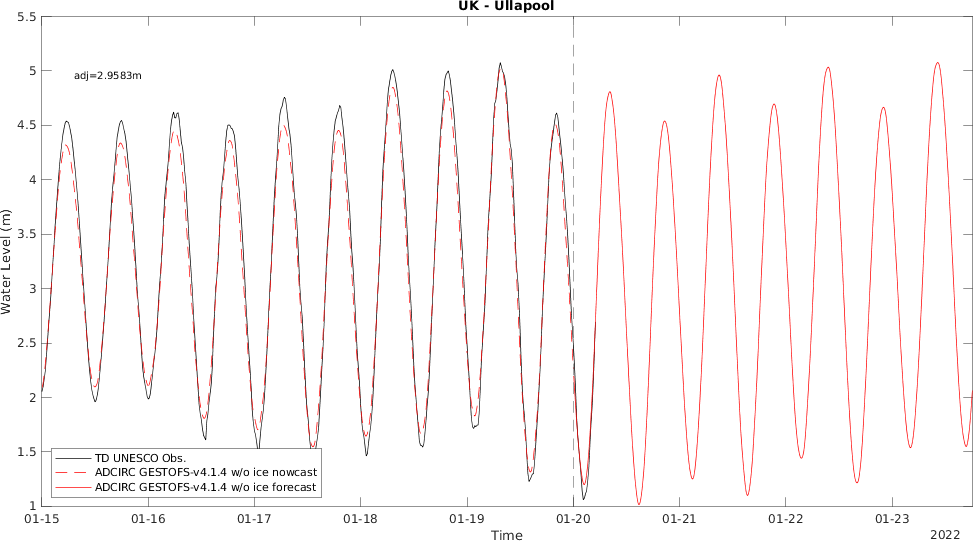 UK - Ullapool
5.5
5
4.5
4
3.5
3
2.5
2
1.5
1
Water Level (m)
adj=2.9583m
TD UNESCO Obs.
ADCIRC GESTOFS-v4.1.4 w/o ice nowcast
ADCIRC GESTOFS-v4.1.4 w/o ice forecast
01-15 01-16 01-17 01-18 01-19 01-20 01-21 01-22 01-23
Time
2022